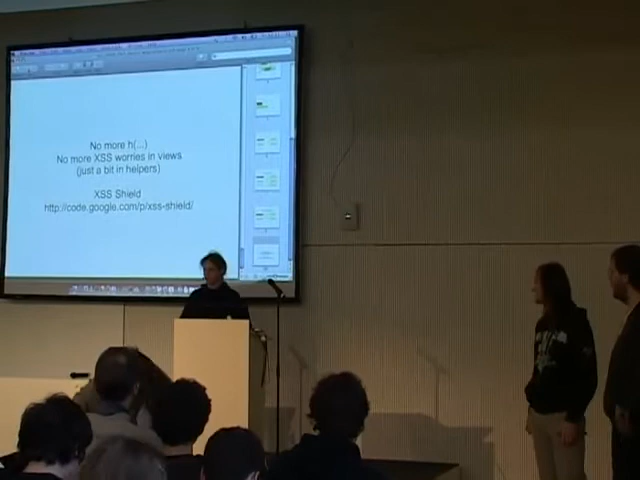 No more h(...)
No more XSS worries in views
(just a bit in helpers)
XSS Shield
http://code.google.com/p/xss-shield/